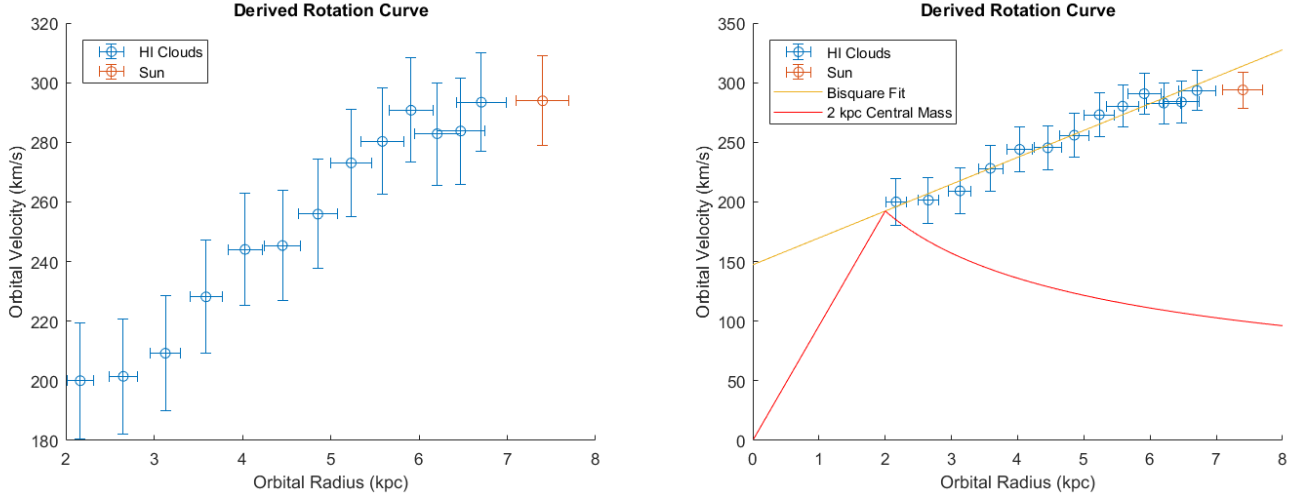 Derived Rotation Curve
320
300
280
260
240
220
200
180
Orbital Velocity (km/s)
HI Clouds
Sun
2 3 4 5 6 7 8
Orbital Radius (kpc)
Derived Rotation Curve
350
300
250
200
150
100
50
0
Orbital Velocity (km/s)
HI Clouds
Sun
Bisquare Fit
2 kpc Central Mass
0 1 2 3 4 5 6 7 8
Orbital Radius (kpc)